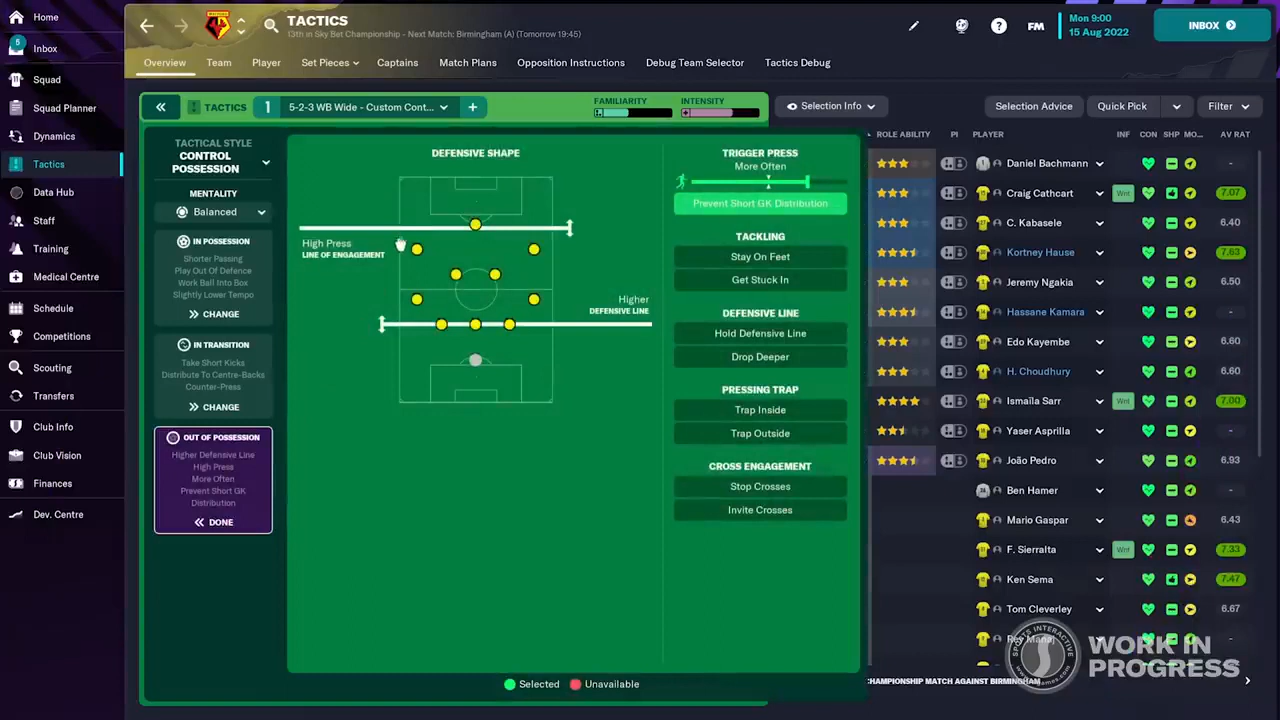 Home
Inbox
5
Squad
Squad Planner
Dynamics
Tactics
Data Hub
Staff
Training
Medical Centre
Schedule
Competitions
Scouting
Transfers
Club Info
Club Vision
Finances
Dev. Centre
TACTICS
13th in Sky Bet Championship - Next Match; Birmingham (A) (Tomorrow 19:45)
FM
Mon 9:00
15 Aug 2022
INBOX
Overview
Team
Player
Set Pieces
Captains
Match Plans
Opposition Instructions
Debug Team Selector
Tactics Debug
TACTICS
1
5-2-3 WB Wide - Custom Cont...
FAMILIARITY
INTENSITY
Selection Info
Selection Advice
Quick Pick
Filter
TACTICAL STYLE
CONTROL
POSSESSION
MENTALITY
Balanced
IN POSSESSION
Shorter Passing
Play Out Of Defence
Work Ball Into Box
Slightly Lower Tempo
CHANGE
IN TRANSITION
Take Short Kicks
Distribute To Centre-Backs
Counter-Press
CHANGE
OUT OF POSSESSION
Higher Defensive Line
High Press
More Often
Prevent Short GK
Distribution
DONE
DEFENSIVE SHAPE
High Press
LINE OF ENGAGEMENT
Higher
DEFENSIVE LINE
TRIGGER PRESS
More Often
Prevent Short GK Distribution
TACKLING
Stay On Feet
Get Stuck In
DEFENSIVE LINE
Hold Defensive Line
Drop Deeper
PRESSING TRAP
Trap Inside
Trap Outside
CROSS ENGAGEMENT
Stop Crosses
Invite Crosses
Selected
Unavailable
ROLE ABILITY PI PLAYER INF CON SHP MO... AV RAT
Daniel Bachmann -
Craig Cathcart Wnt 7.07
C. Kabasele 6.40
Kortney Hause 7.63
Jeremy Ngakia 6.50
Hassane Kamara -
Edo Kayembe 6.60
H. Choudhury 6.60
Ismaïla Sarr Wnt 7.00
Yaser Asprilla -
João Pedro 6.93
Ben Hamer -
Mario Gaspar 6.43
F. Sierralta Wnt 7.33
Ken Sema 7.47
Tom Cleverley 6.67
Rey Manaj -
CHAMPIONSHIP MATCH AGAINST BIRMINGHAM
WORK IN
PROGRESS